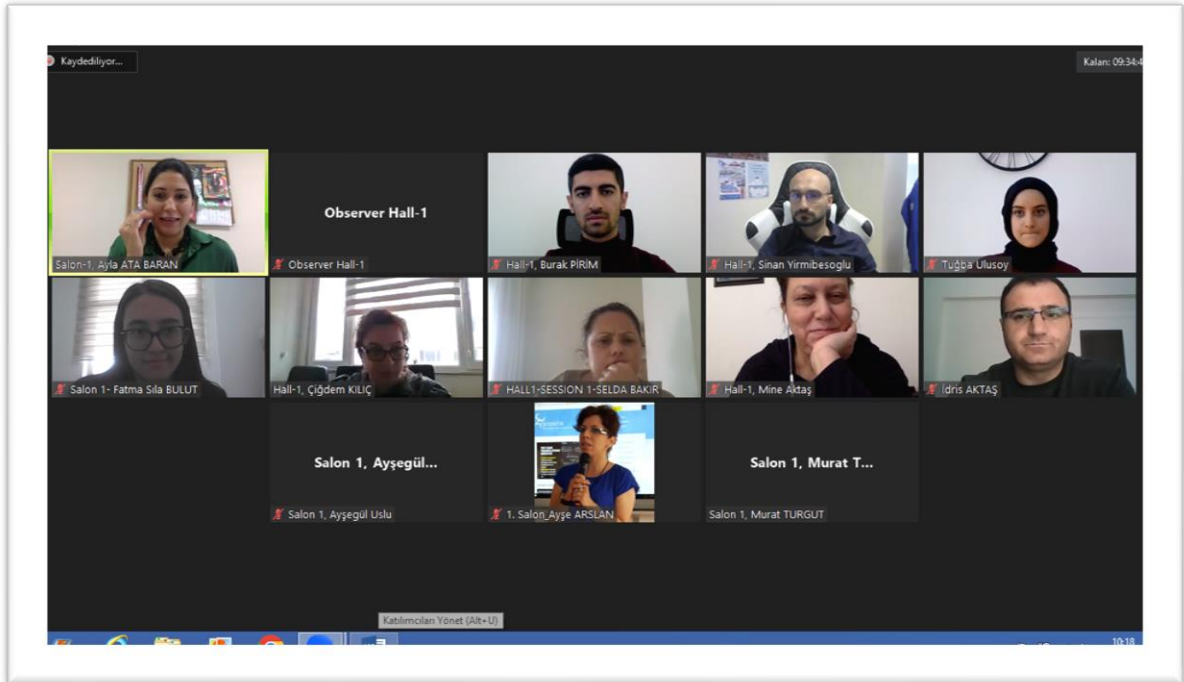 Kaydediliyor...
Kalan: 09:34:4
Salon-1, Ayla ATA BARAN
Observer Hall-1
Observer Hall-1
Hall-1, Burak PİRİM
Hall-1, Sinan Yirmibesoglu
Tuğba Ulusoy
Salon 1- Fatma Sıla BULUT
Hall-1, Çiğdem KILIÇ
HALL1-SESSION 1-SELDA BAKIR
Hall-1, Mine Aktaş
İdris AKTAŞ
Salon 1, Ayşegül...
Salon 1, Ayşegül Uslu
1. Salon_Ayşe ARSLAN
Salon 1, Murat T...
Salon 1, Murat TURGUT
Katılımcıları Yönet (Alt+U)
10:18